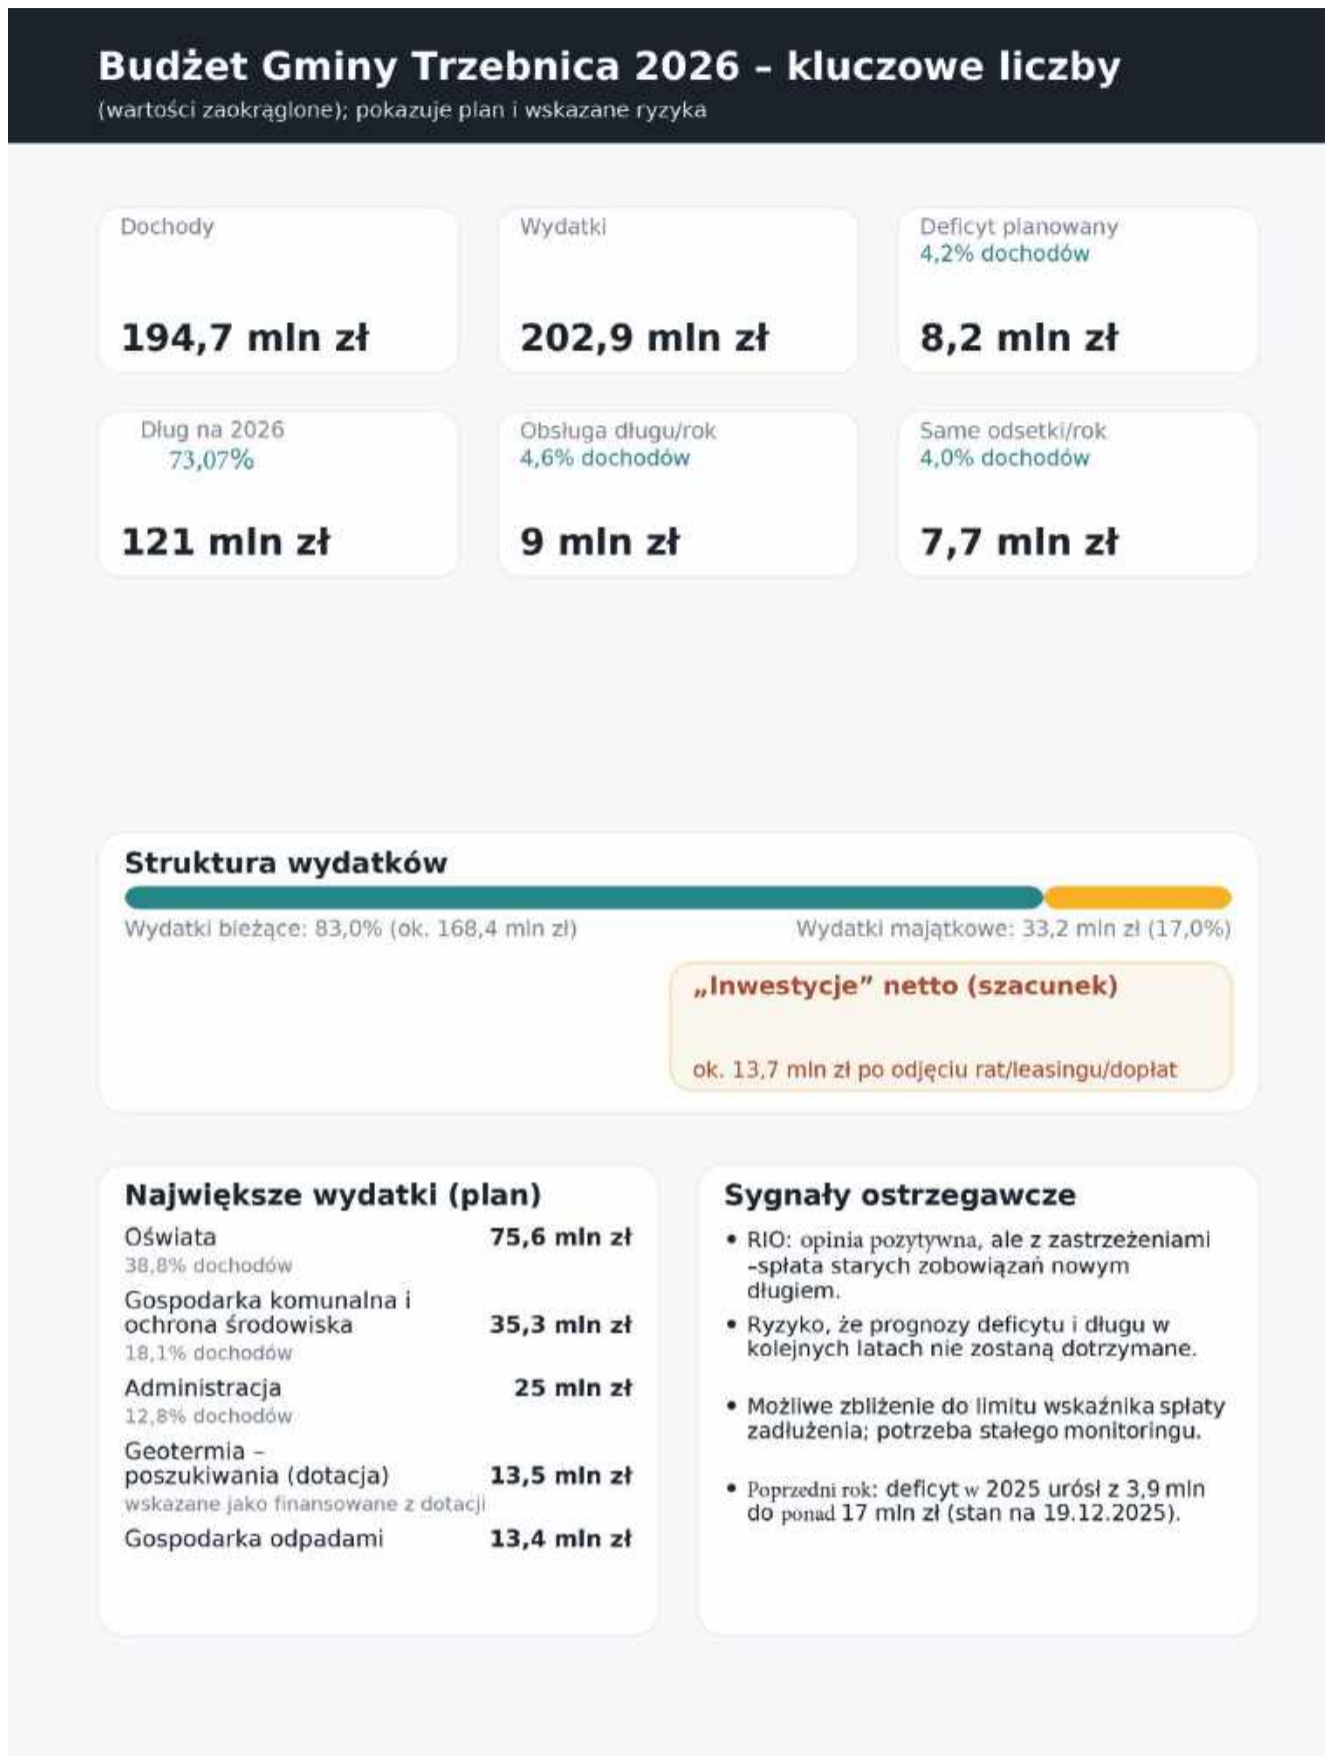 Budżet Gminy Trzebnica 2026 – kluczowe liczby
(wartości zaokrąglone); pokazuje plan i wskazane ryzyka
Dochody
194,7 mln zł
Wydatki
202,9 mln zł
Deficyt planowany
4,2% dochodów
8,2 mln zł
Dług na 2026
73,07%
121 mln zł
Obsługa długu/rok
4,6% dochodów
9 mln zł
Same odsetki/rok
4,0% dochodów
7,7 mln zł
Struktura wydatków
Wydatki bieżące: 83,0% (ok. 168,4 mln zł)
Wydatki majątkowe: 33,2 mln zł (17,0%)
„Inwestycje” netto (szacunek)
ok. 13,7 mln zł po odjęciu rat/leasingu/dopłat
Największe wydatki (plan)
Oświata 75,6 mln zł
38,8% dochodów
Gospodarka komunalna i
ochrona środowiska 35,3 mln zł
18,1% dochodów
Administracja 25 mln zł
12,8% dochodów
Geotermia –
poszukiwania (dotacja) 13,5 mln zł
wskazane jako finansowane z dotacji
Gospodarka odpadami 13,4 mln zł
Sygnały ostrzegawcze
• RIO: opinia pozytywna, ale z zastrzeżeniami
–spłata starych zobowiązań nowym
długiem.
• Ryzyko, że prognozy deficytu i długu w
kolejnych latach nie zostaną dotrzymane.
• Możliwe zbliżenie do limitu wskaźnika spłaty
zadłużenia; potrzeba stałego monitoringu.
• Poprzedni rok: deficyt w 2025 urósł z 3,9 mln
do ponad 17 mln zł (stan na 19.12.2025).